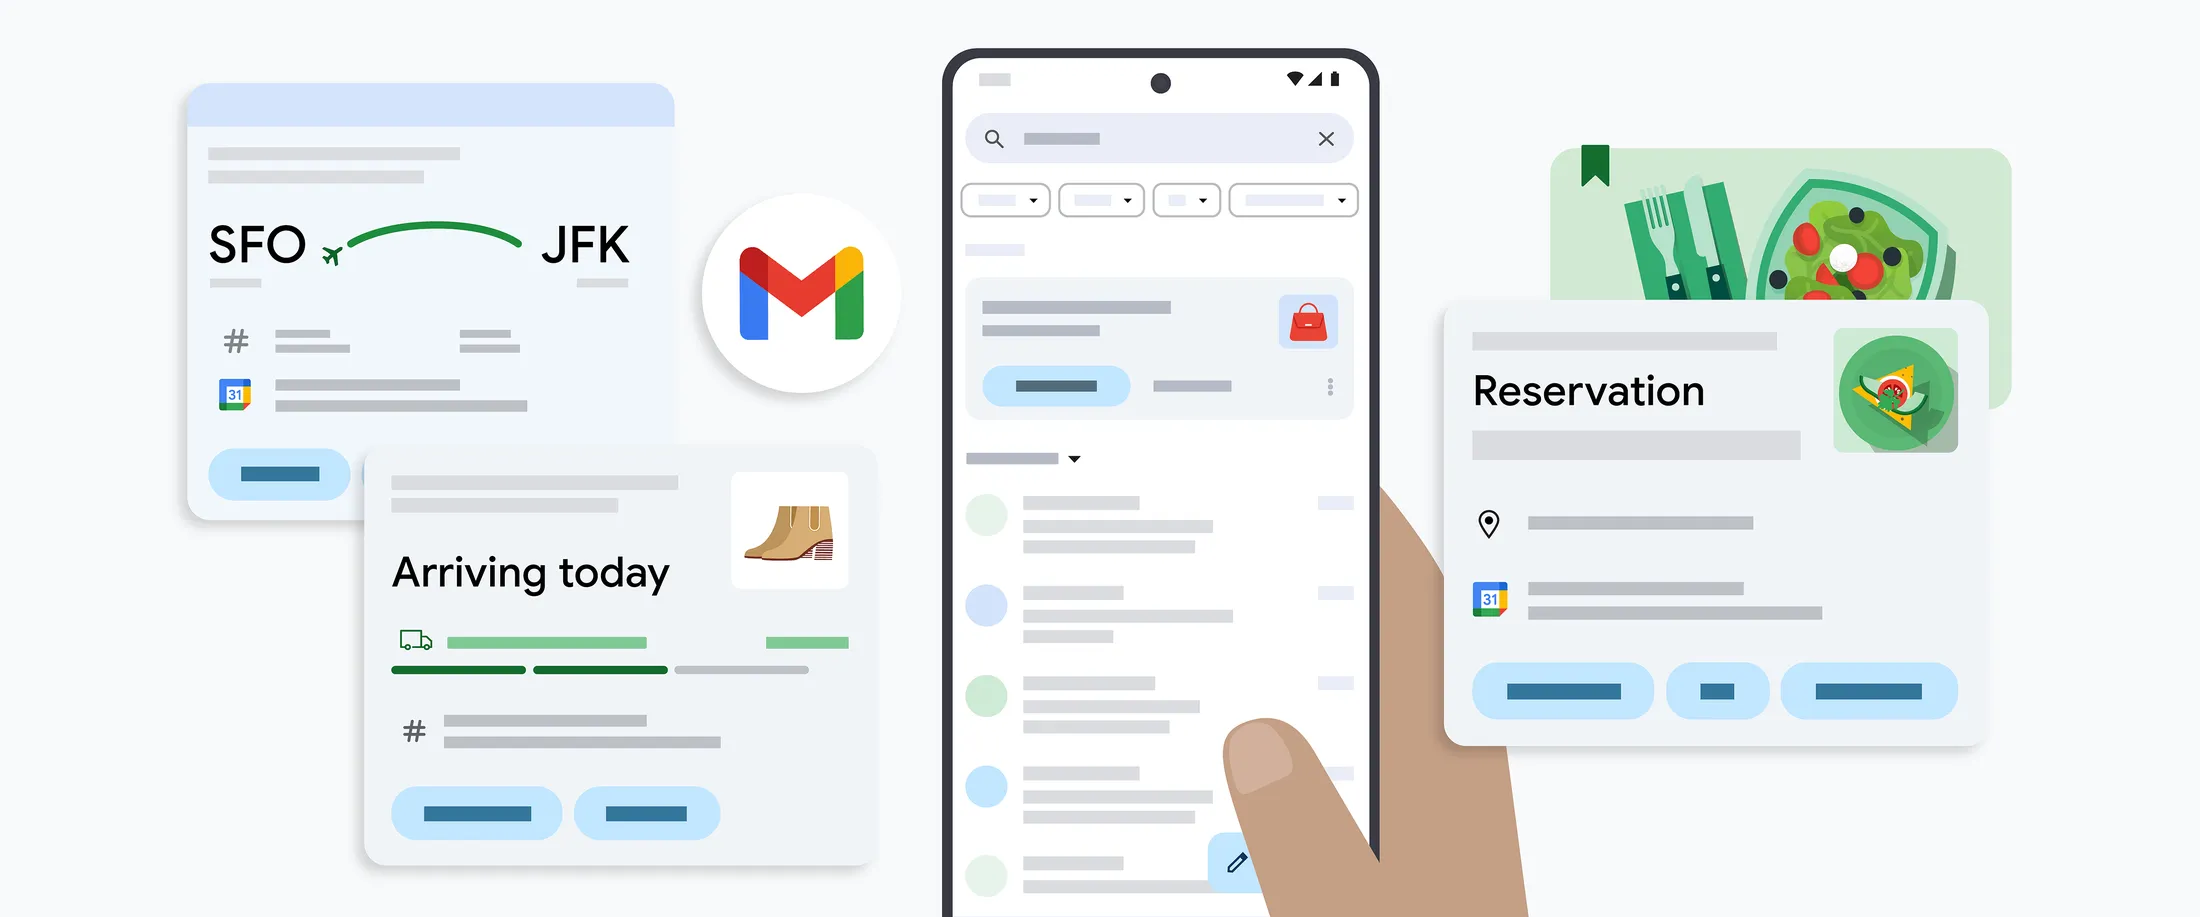 SFO JFK
31
Arriving today
Reservation
31